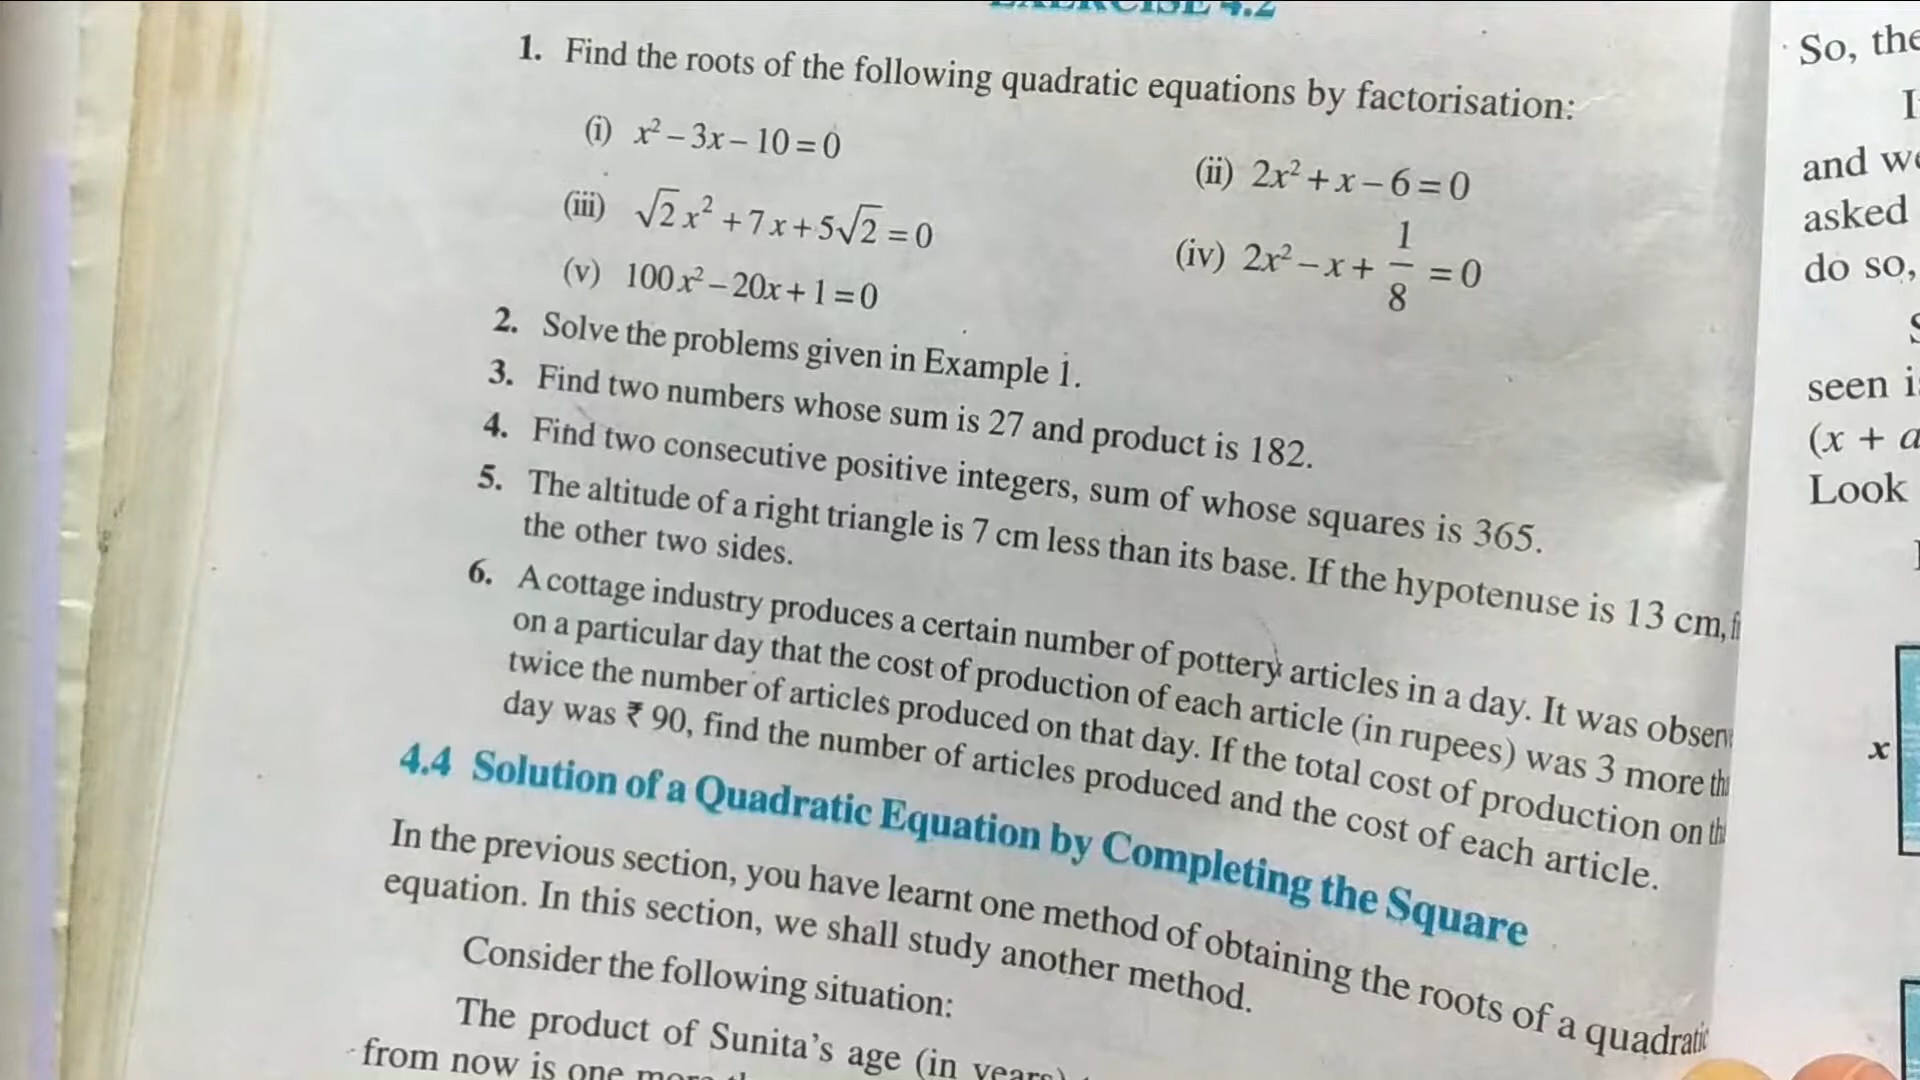 EXERCISE 4.2
1. Find the roots of the following quadratic equations by factorisation:
(i) x² – 3x – 10 = 0
(ii) 2x² + x – 6 = 0
(iii) √2 x² + 7x + 5√2 = 0
(iv) 2x² – x + 1/8 = 0
(v) 100x² – 20x + 1 = 0
2. Solve the problems given in Example 1.
3. Find two numbers whose sum is 27 and product is 182.
4. Find two consecutive positive integers, sum of whose squares is 365.
5. The altitude of a right triangle is 7 cm less than its base. If the hypotenuse is 13 cm,
the other two sides.
6. A cottage industry produces a certain number of pottery articles in a day. It was
on a particular day that the cost of production of each article (in rupees) was 3 more
twice the number of articles produced on that day. If the total cost of production on
day was ₹ 90, find the number of articles produced and the cost of each article.
4.4 Solution of a Quadratic Equation by Completing the Square
In the previous section, you have learnt one method of obtaining the roots of a
equation. In this section, we shall study another method.
Consider the following situation:
The product of Sunita's age (in years)
from now is one more
So, the
and we
asked
do so,
seen
(x + a
Look
x